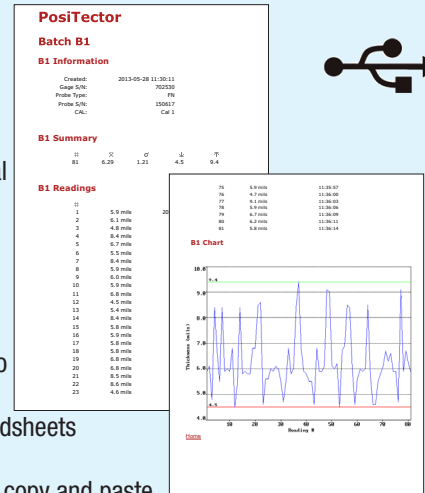 PosiTector
Batch B1
B1 Information
Created: 2013-05-28 11:30:11
Gage S/N: 702530
Probe Type: FN
Probe S/N: 150617
CAL: Cal 1
B1 Summary
81 6.29 1.21 4.5 9.4
B1 Readings
1 5.9 mils 20
2 6.1 mils
3 4.8 mils
4 8.4 mils
5 6.7 mils
6 5.5 mils
7 8.4 mils
8 5.9 mils
9 6.0 mils
10 5.9 mils
11 6.8 mils
12 4.5 mils
13 5.4 mils
14 8.4 mils
15 5.8 mils
16 5.9 mils
17 5.8 mils
18 5.8 mils
19 6.8 mils
20 6.8 mils
21 8.5 mils
22 8.6 mils
23 4.6 mils
75 5.9 mils 11:35:57
76 4.7 mils 11:36:00
77 9.1 mils 11:36:03
78 5.9 mils 11:36:06
79 6.7 mils 11:36:09
80 6.2 mils 11:36:11
81 5.8 mils 11:36:14
B1 Chart
10.0
9.4
9.0
8.0
7.0
6.0
5.0
4.5
4.0
Thickness (mils)
10 20 30 40 50 60 70 80
Reading #
Home
al
o
dsheets
copy and paste